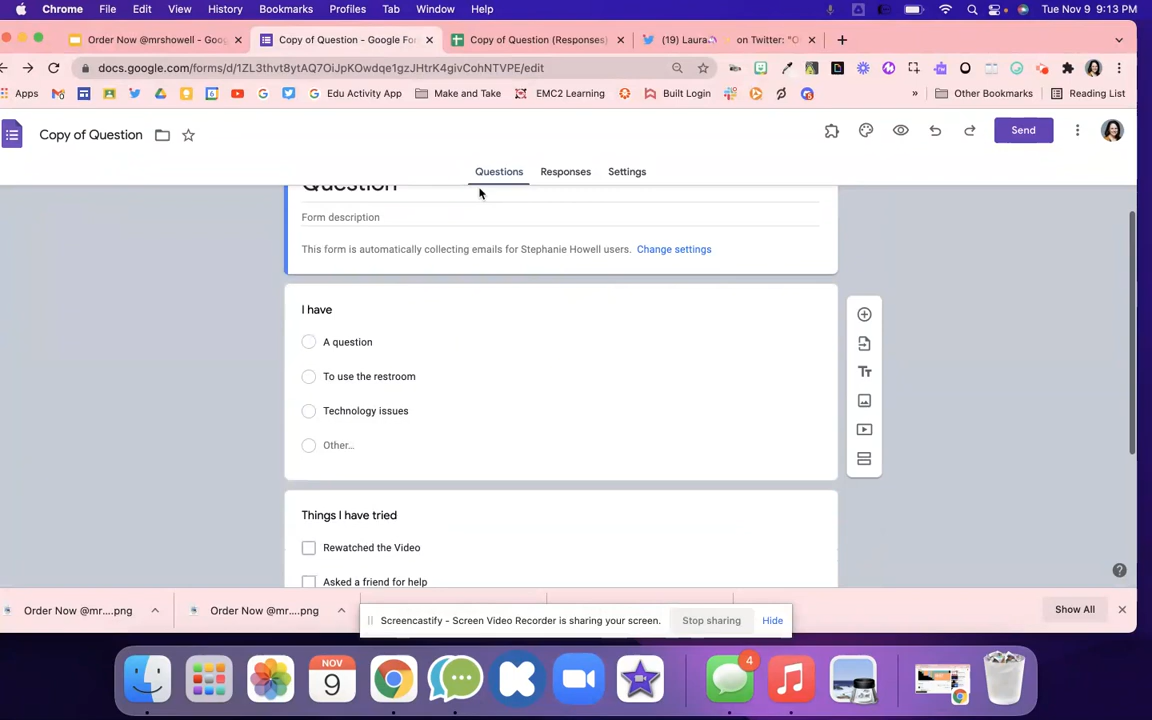 Chrome File Edit View History Bookmarks Profiles Tab Window Help Tue Nov 9 9:13 PM
Order Now @mrshowell - Goog Copy of Question - Google For Copy of Question (Responses) (19) Laura on Twitter: "O
docs.google.com/forms/d/1ZL3thvt8ytAQ7OiJpKOwdqe1gzJHtrK4givCohNTVPE/edit
Apps Edu Activity App Make and Take EMC2 Learning Built Login » Other Bookmarks Reading List
Copy of Question Send
Questions Responses Settings
Question
Form description
This form is automatically collecting emails for Stephanie Howell users. Change settings
I have
A question
To use the restroom
Technology issues
Other...
Things I have tried
Rewatched the Video
Asked a friend for help
Order Now @mr....png Order Now @mr....png Show All
Screencastify - Screen Video Recorder is sharing your screen. Stop sharing Hide
NOV
9
4